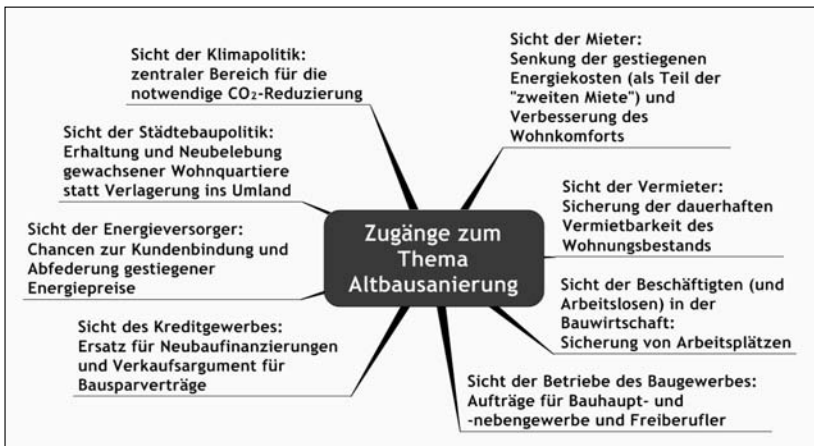 Sicht der Klimapolitik:
zentraler Bereich für die
notwendige CO₂-Reduzierung
Sicht der Städtebaupolitik:
Erhaltung und Neubelebung
gewachsener Wohnquartiere
statt Verlagerung ins Umland
Sicht der Energieversorger:
Chancen zur Kundenbindung und
Abfederung gestiegener
Energiepreise
Sicht des Kreditgewerbes:
Ersatz für Neubaufinanzierungen
und Verkaufsargument für
Bausparverträge
Zugänge zum
Thema
Altbausanierung
Sicht der Mieter:
Senkung der gestiegenen
Energiekosten (als Teil der
"zweiten Miete") und
Verbesserung des
Wohnkomforts
Sicht der Vermieter:
Sicherung der dauerhaften
Vermietbarkeit des
Wohnungsbestands
Sicht der Beschäftigten (und
Arbeitslosen) in der
Bauwirtschaft:
Sicherung von Arbeitsplätzen
Sicht der Betriebe des Baugewerbes:
Aufträge für Bauhaupt- und
-nebengewerbe und Freiberufler